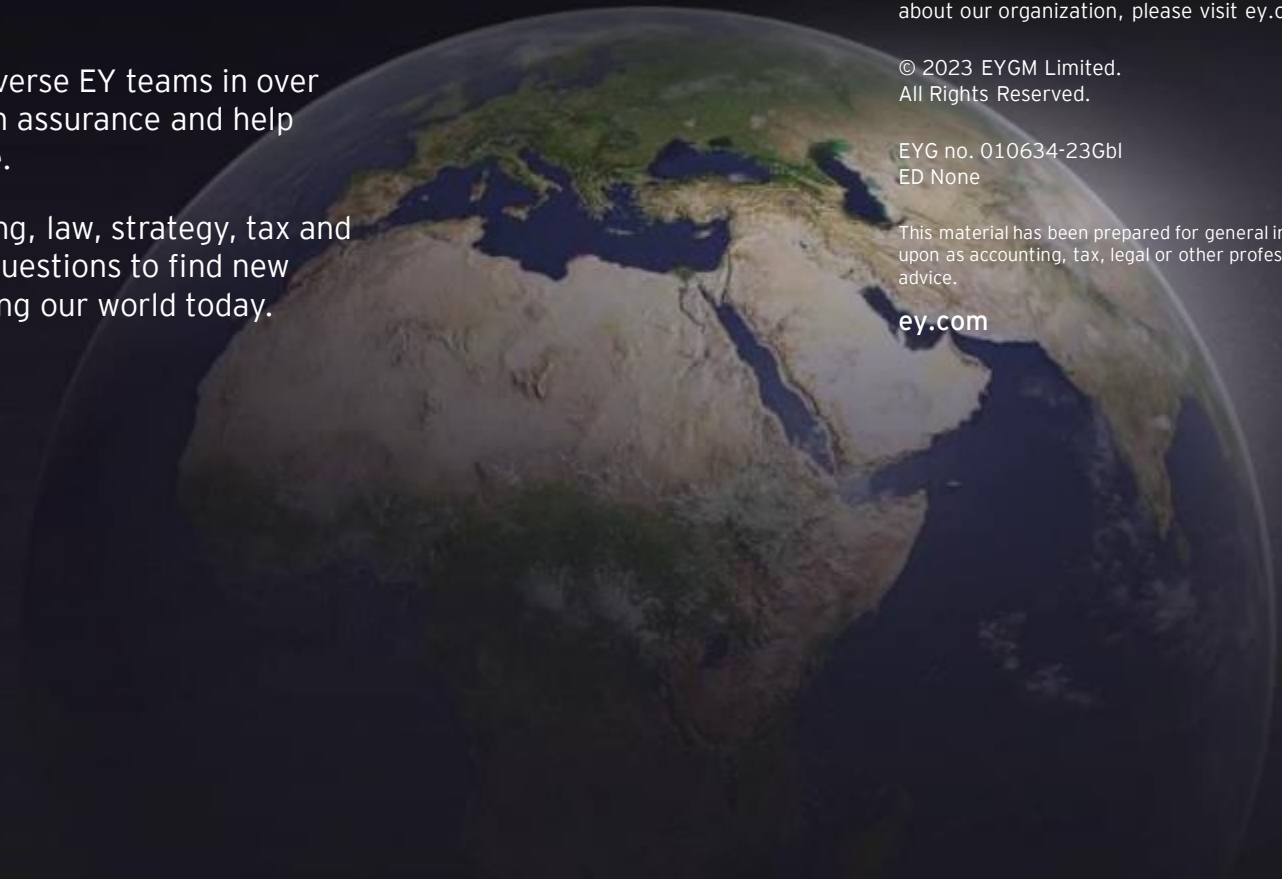 verse EY teams in over
n assurance and help
e.
ng, law, strategy, tax and
uestions to find new
ng our world today.
about our organization, please visit ey.c
© 2023 EYGM Limited.
All Rights Reserved.
EYG no. 010634-23Gbl
ED None
This material has been prepared for general in
upon as accounting, tax, legal or other profes
advice.
ey.com